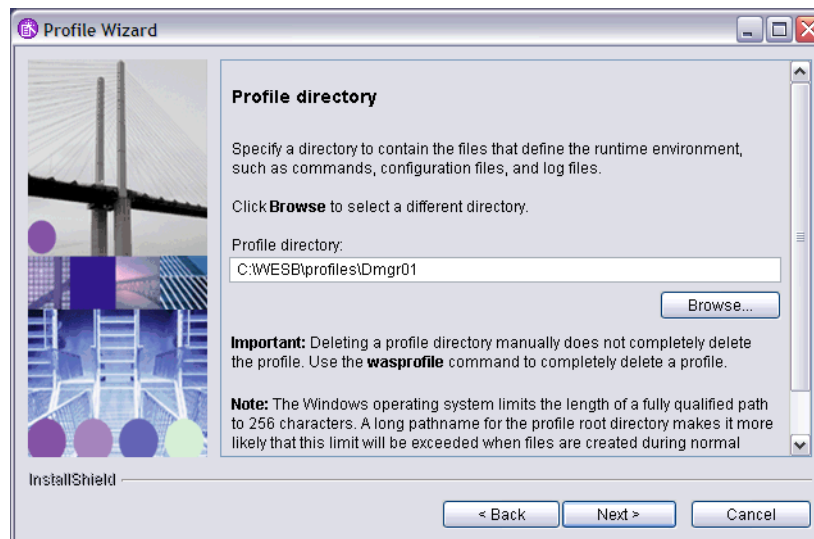 Profile Wizard
Profile directory
Specify a directory to contain the files that define the runtime environment,
such as commands, configuration files, and log files.
Click Browse to select a different directory.
Profile directory:
C:\WESB\profiles\Dmgr01
Browse...
Important: Deleting a profile directory manually does not completely delete
the profile. Use the wasprofile command to completely delete a profile.
Note: The Windows operating system limits the length of a fully qualified path
to 256 characters. A long pathname for the profile root directory makes it more
likely that this limit will be exceeded when files are created during normal
InstallShield
< Back
Next >
Cancel